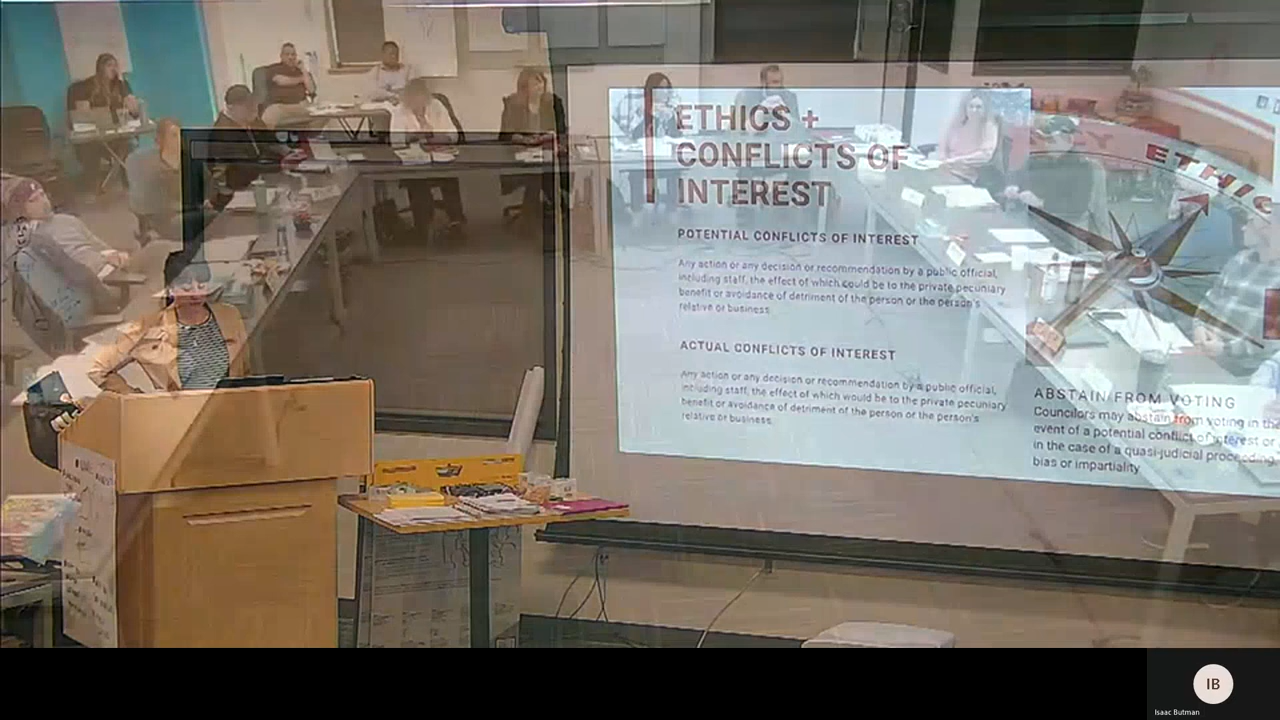 ETHICS +
CONFLICTS OF
INTEREST
POTENTIAL CONFLICTS OF INTEREST
Any action or any decision or recommendation by a public official,
including staff, the effect of which could be to the private pecuniary
benefit or avoidance of detriment of the person or the person's
relative or business.
ACTUAL CONFLICTS OF INTEREST
Any action or any decision or recommendation by a public official,
including staff, the effect of which would be to the private pecuniary
benefit or avoidance of detriment of the person or the person's
relative or business.
ETHICS
ABSTAIN FROM VOTING
Councilors may abstain from voting in the
event of a potential conflict of interest or
in the case of a quasi-judicial proceeding,
bias or impartiality
IB
Isaac Butman